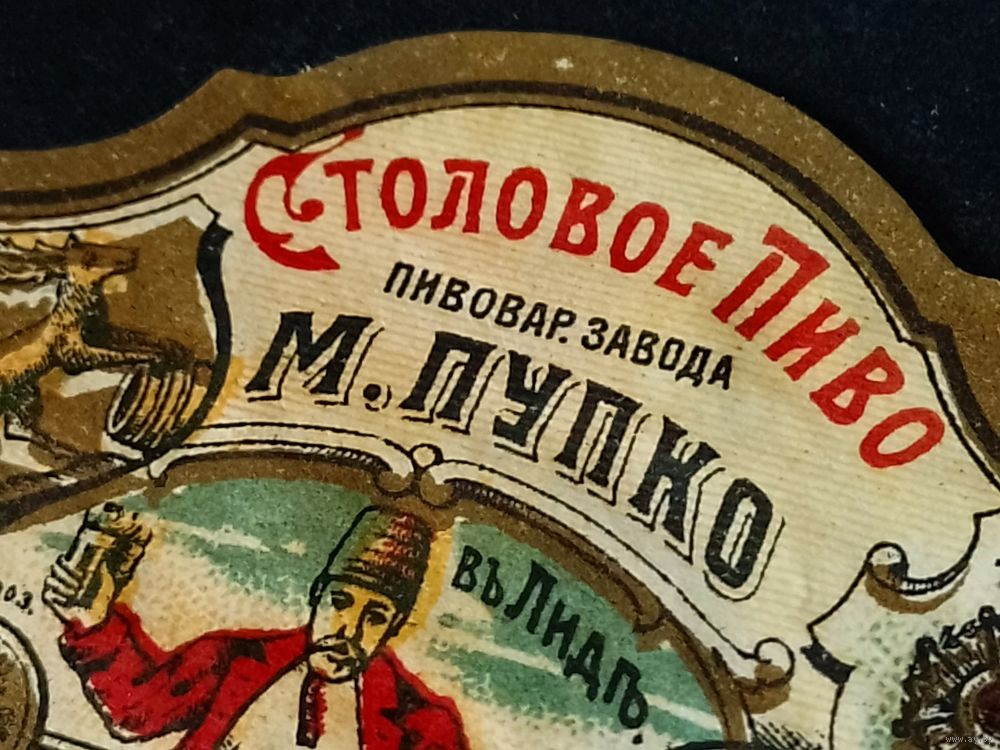 Столовое Пиво
ПИВОВАР. ЗАВОДА
М. ПУПКО
въ Лидѣ.